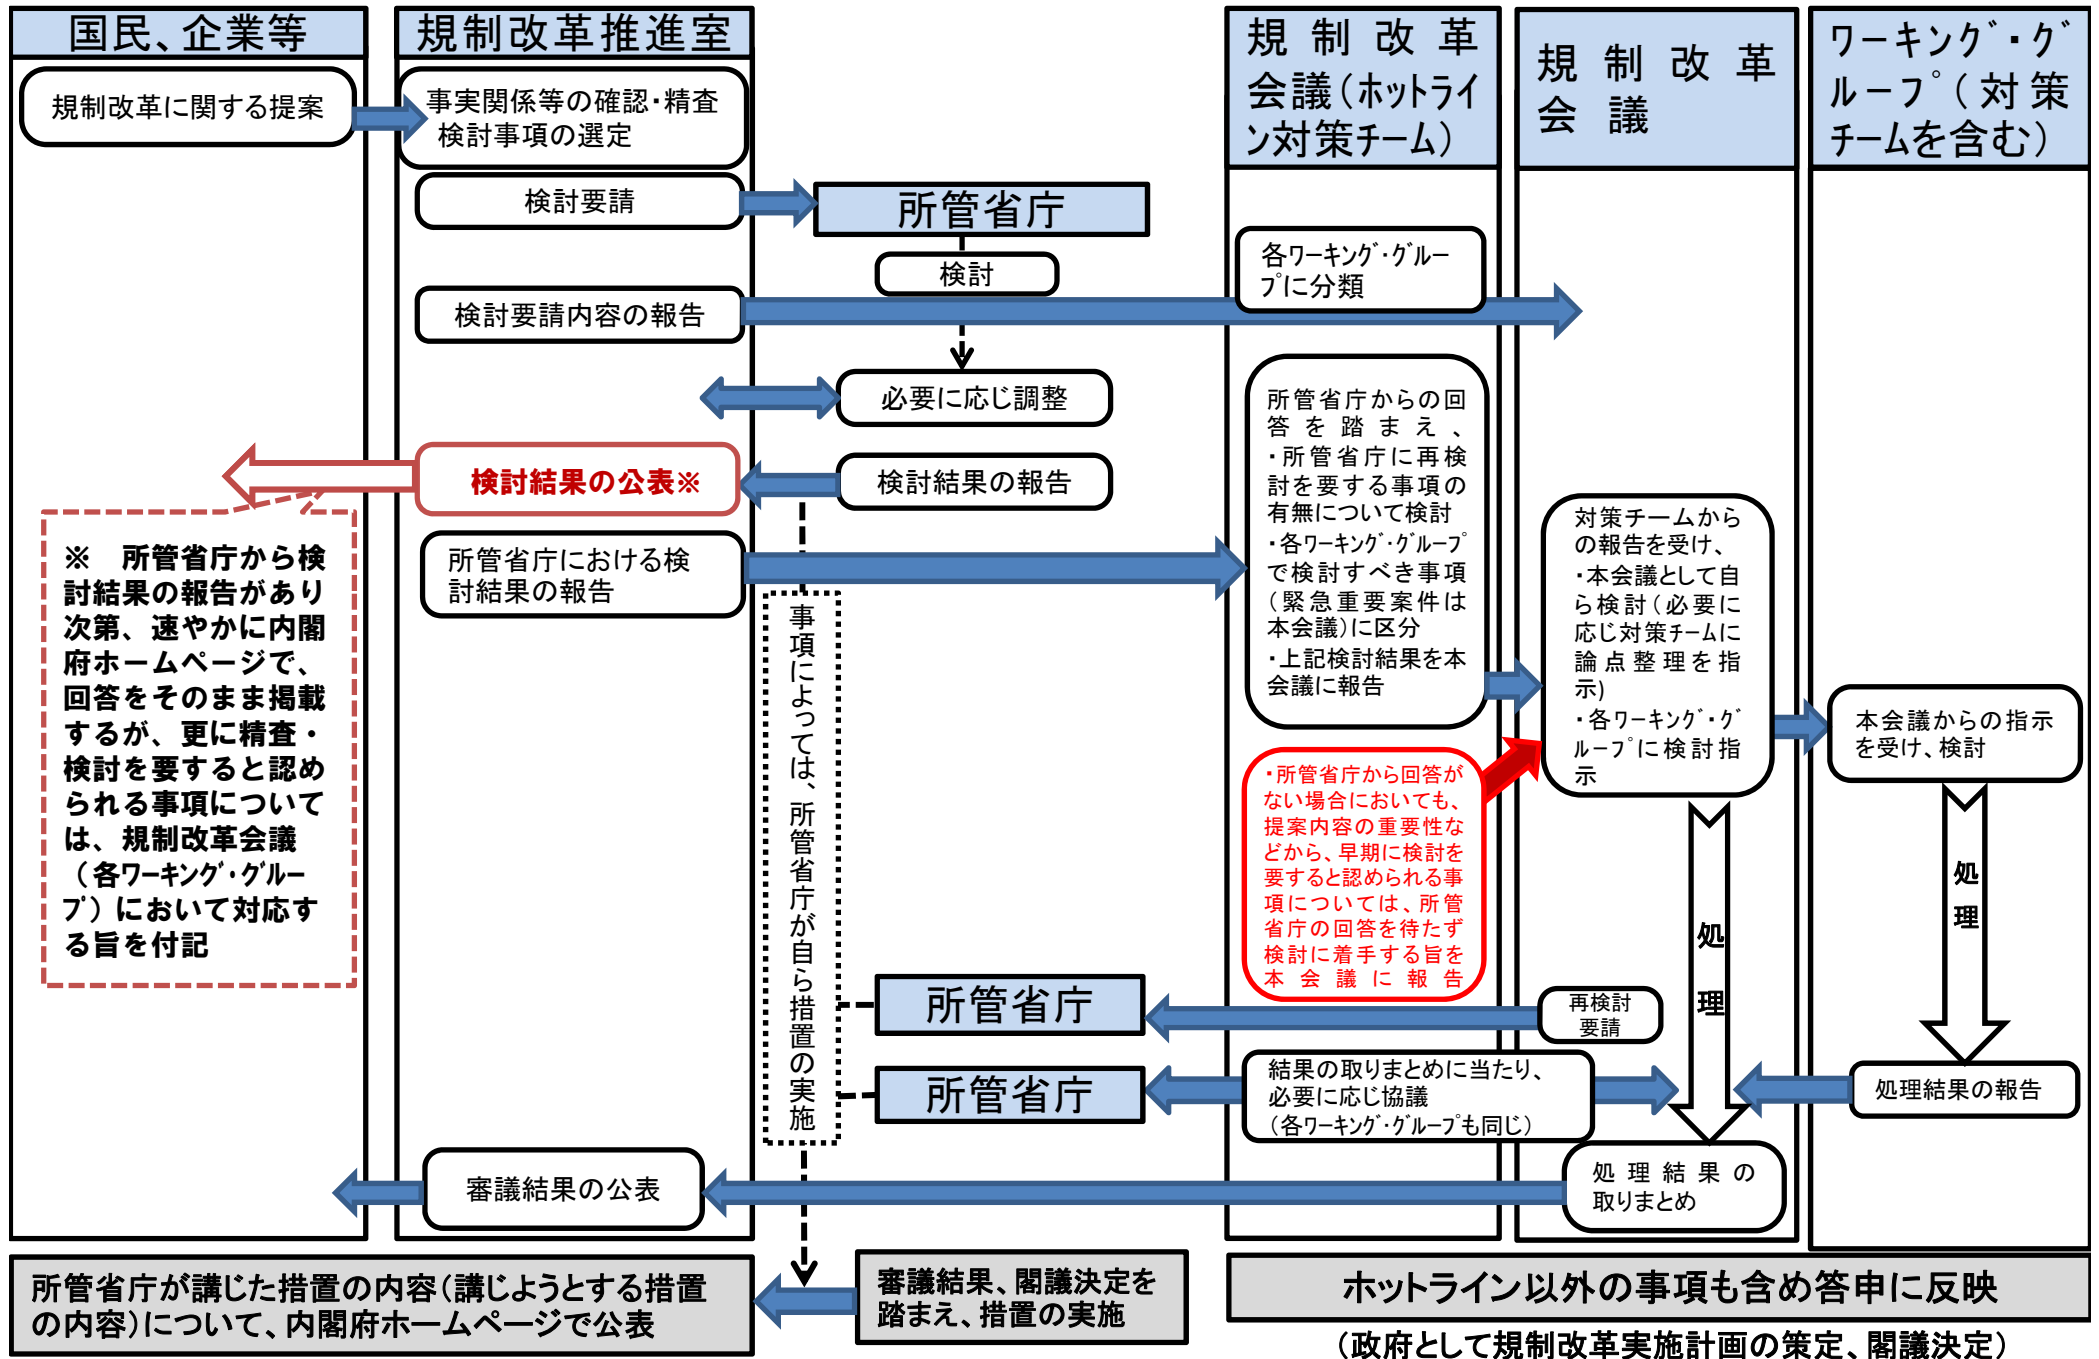 国民、企業等
規制改革に関する提案
※　所管省庁から検
討結果の報告があり
次第、速やかに内閣
府ホームページで、
回答をそのまま掲載
するが、更に精査・
検討を要すると認め
られる事項について
は、規制改革会議
（各ワーキング・グルー
プ）において対応す
る旨を付記
規制改革推進室
事実関係等の確認・精査
検討事項の選定
検討要請
検討要請内容の報告
検討結果の公表※
所管省庁における検
討結果の報告
審議結果の公表
所管省庁
検討
必要に応じ調整
検討結果の報告
事項によっては、所管省庁が自ら措置の実施
所管省庁
所管省庁
規制改革
会議（ホットライ
ン対策チーム）
各ワーキング・グルー
プに分類
所管省庁からの回
答を踏まえ、
・所管省庁に再検
討を要する事項の
有無について検討
・各ワーキング・グループ
で検討すべき事項
（緊急重要案件は
本会議）に区分
・上記検討結果を本
会議に報告
・所管省庁から回答が
ない場合においても、
提案内容の重要性な
どから、早期に検討を
要すると認められる事
項については、所管
省庁の回答を待たず
検討に着手する旨を
本会議に報告
結果の取りまとめに当たり、
必要に応じ協議
（各ワーキング・グループも同じ）
規制改革
会議
対策チームから
の報告を受け、
・本会議として自
ら検討（必要に
応じ対策チームに
論点整理を指
示)
・各ワーキング・グ
ループに検討指
示
処理
再検討
要請
処理結果の
取りまとめ
ワーキング・グ
ループ（対策
チームを含む）
本会議からの指示
を受け、検討
処理
処理結果の報告
所管省庁が講じた措置の内容（講じようとする措置
の内容）について、内閣府ホームページで公表
審議結果、閣議決定を
踏まえ、措置の実施
ホットライン以外の事項も含め答申に反映
（政府として規制改革実施計画の策定、閣議決定）